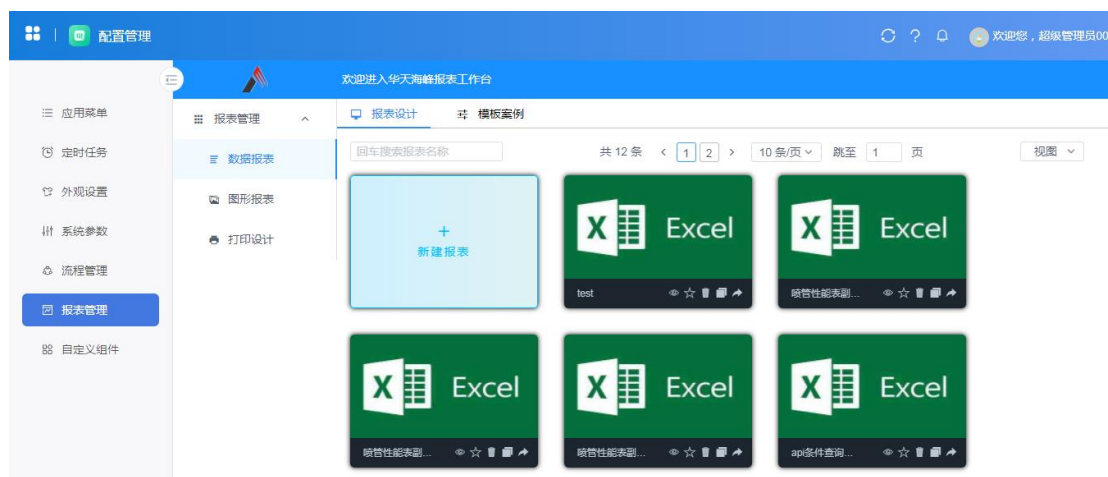 配置管理
欢迎您，超级管理员00
欢迎进入华天海峰报表工作台
应用菜单
定时任务
外观设置
系统参数
流程管理
报表管理
自定义组件
报表管理
数据报表
图形报表
打印设计
报表设计 模板案例
回车搜索报表名称 共 12 条 < 1 2 > 10 条/页 跳至 1 页 视图
+
新建报表
X Excel
test
X Excel
喷管性能表副...
X Excel
喷管性能表副...
X Excel
喷管性能表副...
X Excel
api条件查询...